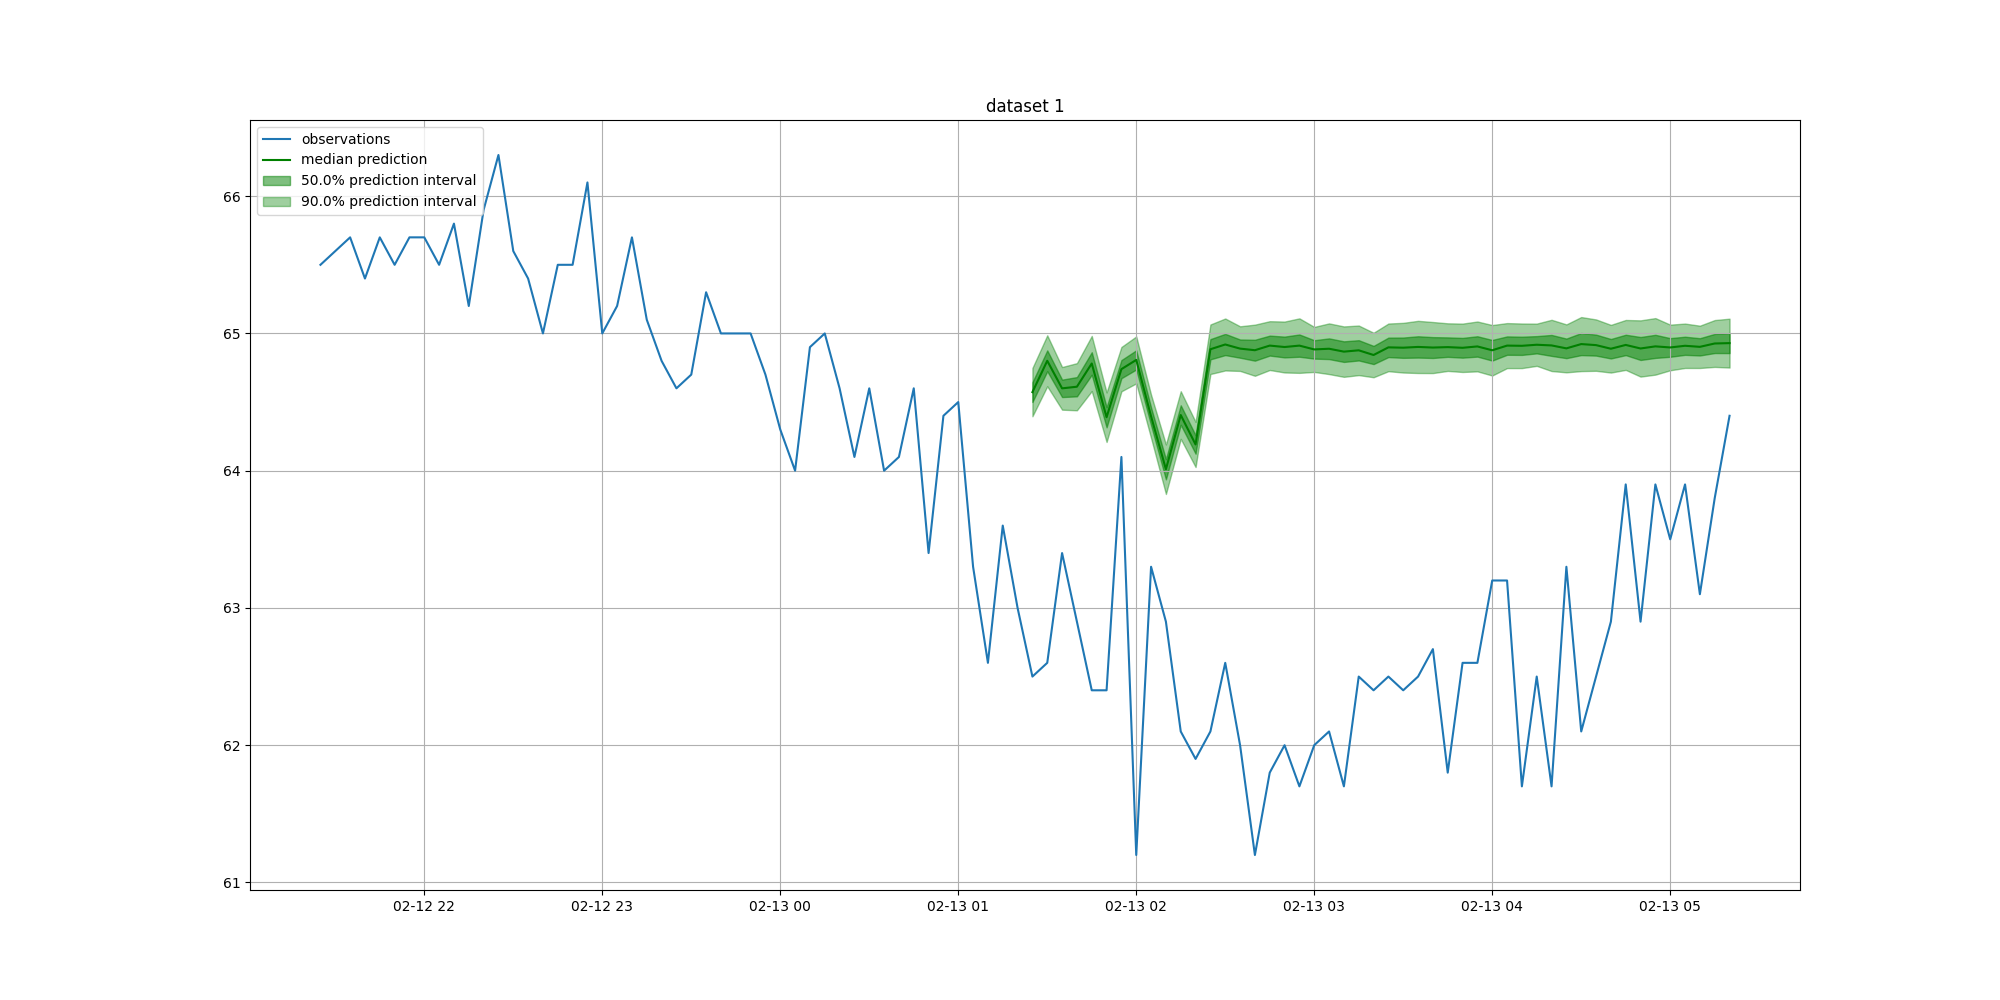 dataset 1
observations
median prediction
50.0% prediction interval
90.0% prediction interval
66
65
64
63
62
61
02-12 22
02-12 23
02-13 00
02-13 01
02-13 02
02-13 03
02-13 04
02-13 05